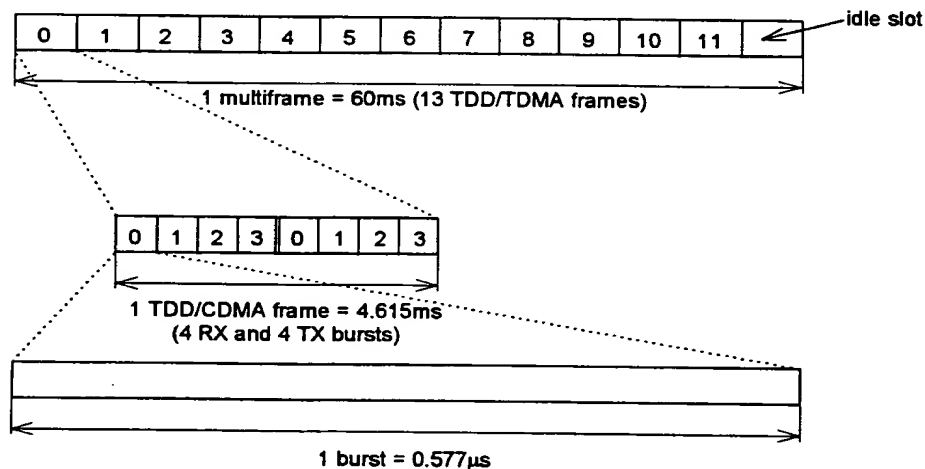 idle slot
0 1 2 3 4 5 6 7 8 9 10 11
1 multiframe = 60ms (13 TDD/TDMA frames)
0 1 2 3 0 1 2 3
1 TDD/CDMA frame = 4.615ms
(4 RX and 4 TX bursts)
1 burst = 0.577µs